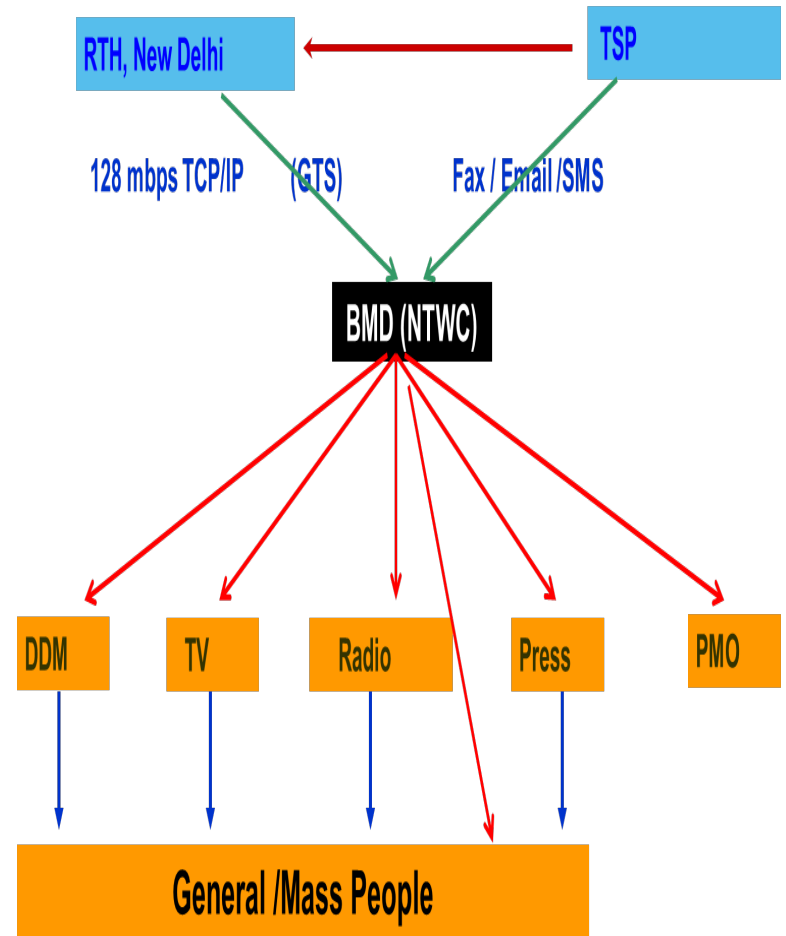 RTH, New Delhi
TSP
128 mbps TCP/IP (GTS)
Fax / Email /SMS
BMD (NTWC)
DDM
TV
Radio
Press
PMO
General /Mass People